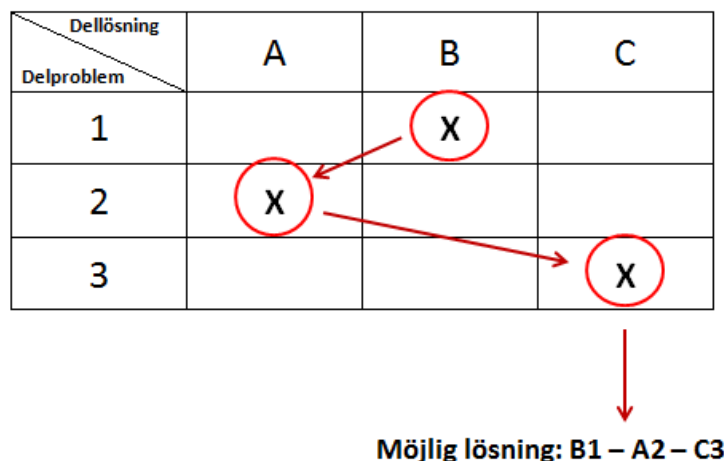 Dellösning
Delproblem
A B C
1 X
2 X
3 X
Möjlig lösning: B1 – A2 – C3